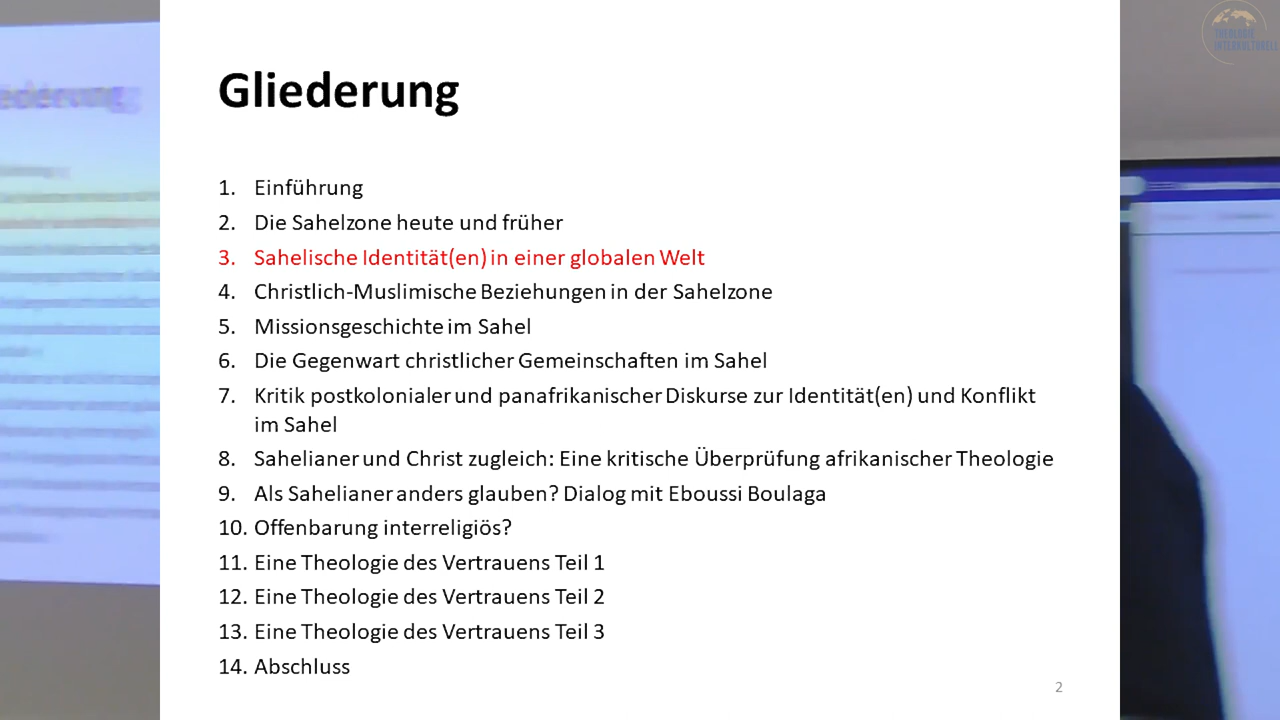 THEOLOGIE
INTERKULTURELL
Gliederung
1. Einführung
2. Die Sahelzone heute und früher
3. Sahelische Identität(en) in einer globalen Welt
4. Christlich-Muslimische Beziehungen in der Sahelzone
5. Missionsgeschichte im Sahel
6. Die Gegenwart christlicher Gemeinschaften im Sahel
7. Kritik postkolonialer und panafrikanischer Diskurse zur Identität(en) und Konflikt
im Sahel
8. Sahelianer und Christ zugleich: Eine kritische Überprüfung afrikanischer Theologie
9. Als Sahelianer anders glauben? Dialog mit Eboussi Boulaga
10. Offenbarung interreligiös?
11. Eine Theologie des Vertrauens Teil 1
12. Eine Theologie des Vertrauens Teil 2
13. Eine Theologie des Vertrauens Teil 3
14. Abschluss
2